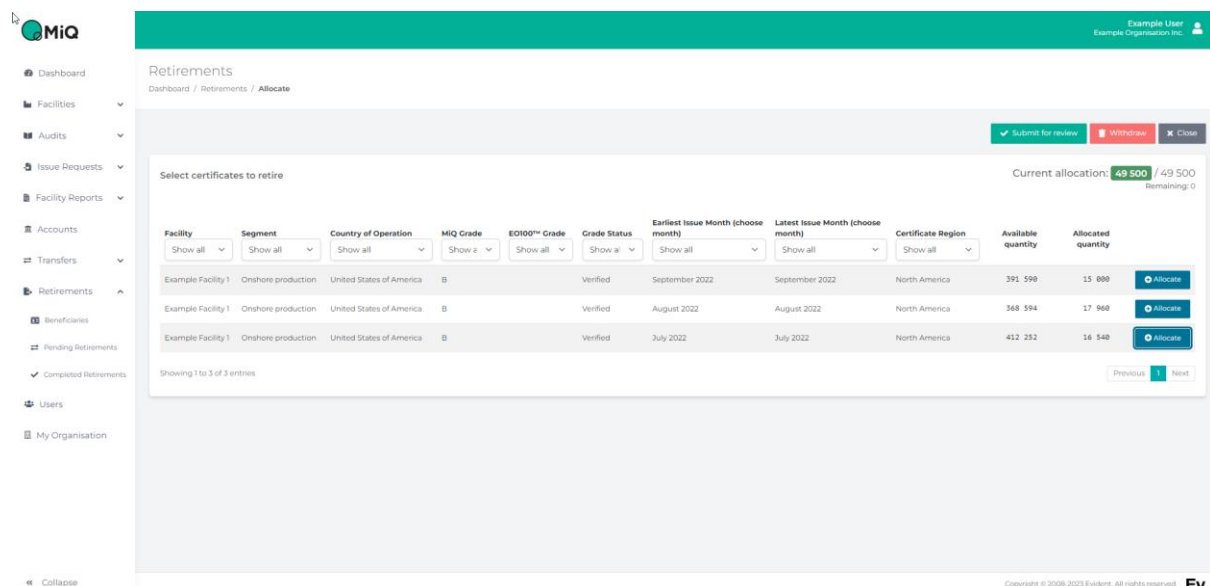 MiQ
Example User
Example Organisation Inc.
Dashboard
Facilities
Audits
Issue Requests
Facility Reports
Accounts
Transfers
Retirements
Beneficiaries
Pending Retirements
Completed Retirements
Users
My Organisation
Collapse
Retirements
Dashboard / Retirements / Allocate
Submit for review
Withdraw
Close
Select certificates to retire
Current allocation: 49 500 / 49 500
Remaining: 0
Facility Segment Country of Operation MiQ Grade EO100™ Grade Grade Status Earliest Issue Month (choose month) Latest Issue Month (choose month) Certificate Region Available quantity Allocated quantity
Show all Show all Show all Show a Show all Show al Show all Show all Show all
Example Facility 1 Onshore production United States of America B Verified September 2022 September 2022 North America 391 590 15 000 Allocate
Example Facility 1 Onshore production United States of America B Verified August 2022 August 2022 North America 368 594 17 960 Allocate
Example Facility 1 Onshore production United States of America B Verified July 2022 July 2022 North America 412 252 16 540 Allocate
Showing 1 to 3 of 3 entries
Previous 1 Next
Copyright © 2008-2023 Evident. All rights reserved Ev